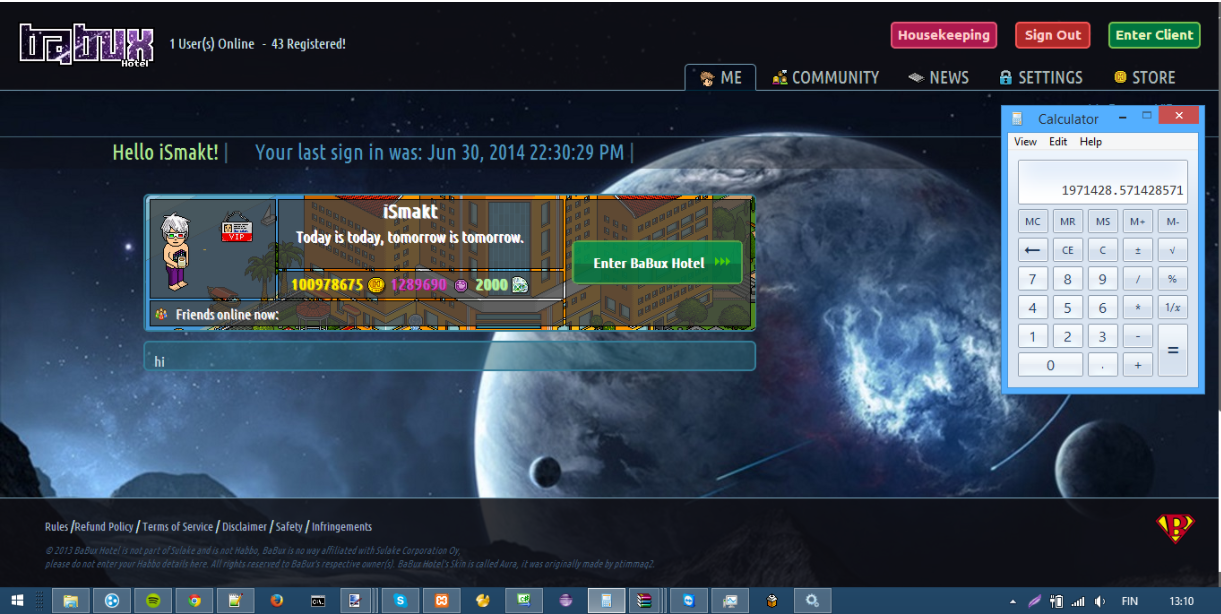 babux
Hotel
1 User(s) Online - 43 Registered!
Housekeeping
Sign Out
Enter Client
ME
COMMUNITY
NEWS
SETTINGS
STORE
Hello iSmakt! | Your last sign in was: Jun 30, 2014 22:30:29 PM |
iSmakt
VIP
Today is today, tomorrow is tomorrow.
Enter BaBux Hotel
100978675 1289690 2000
Friends online now:
hi
Calculator
View Edit Help
1971428.571428571
MC MR MS M+ M-
← CE C ± √
7 8 9 / %
4 5 6 * 1/x
1 2 3 - =
0 . +
Rules /Refund Policy / Terms of Service / Disclaimer / Safety / Infringements
© 2013 BaBux Hotel is not part of Sulake and is not Habbo, BaBux is no way affiliated with Sulake Corporation Oy,
please do not enter your Habbo details here. All rights reserved to BaBux's respective owner(s). BaBux Hotel's Skin is called Aura, it was originally made by ptimmaq2.
B
FIN
13:10